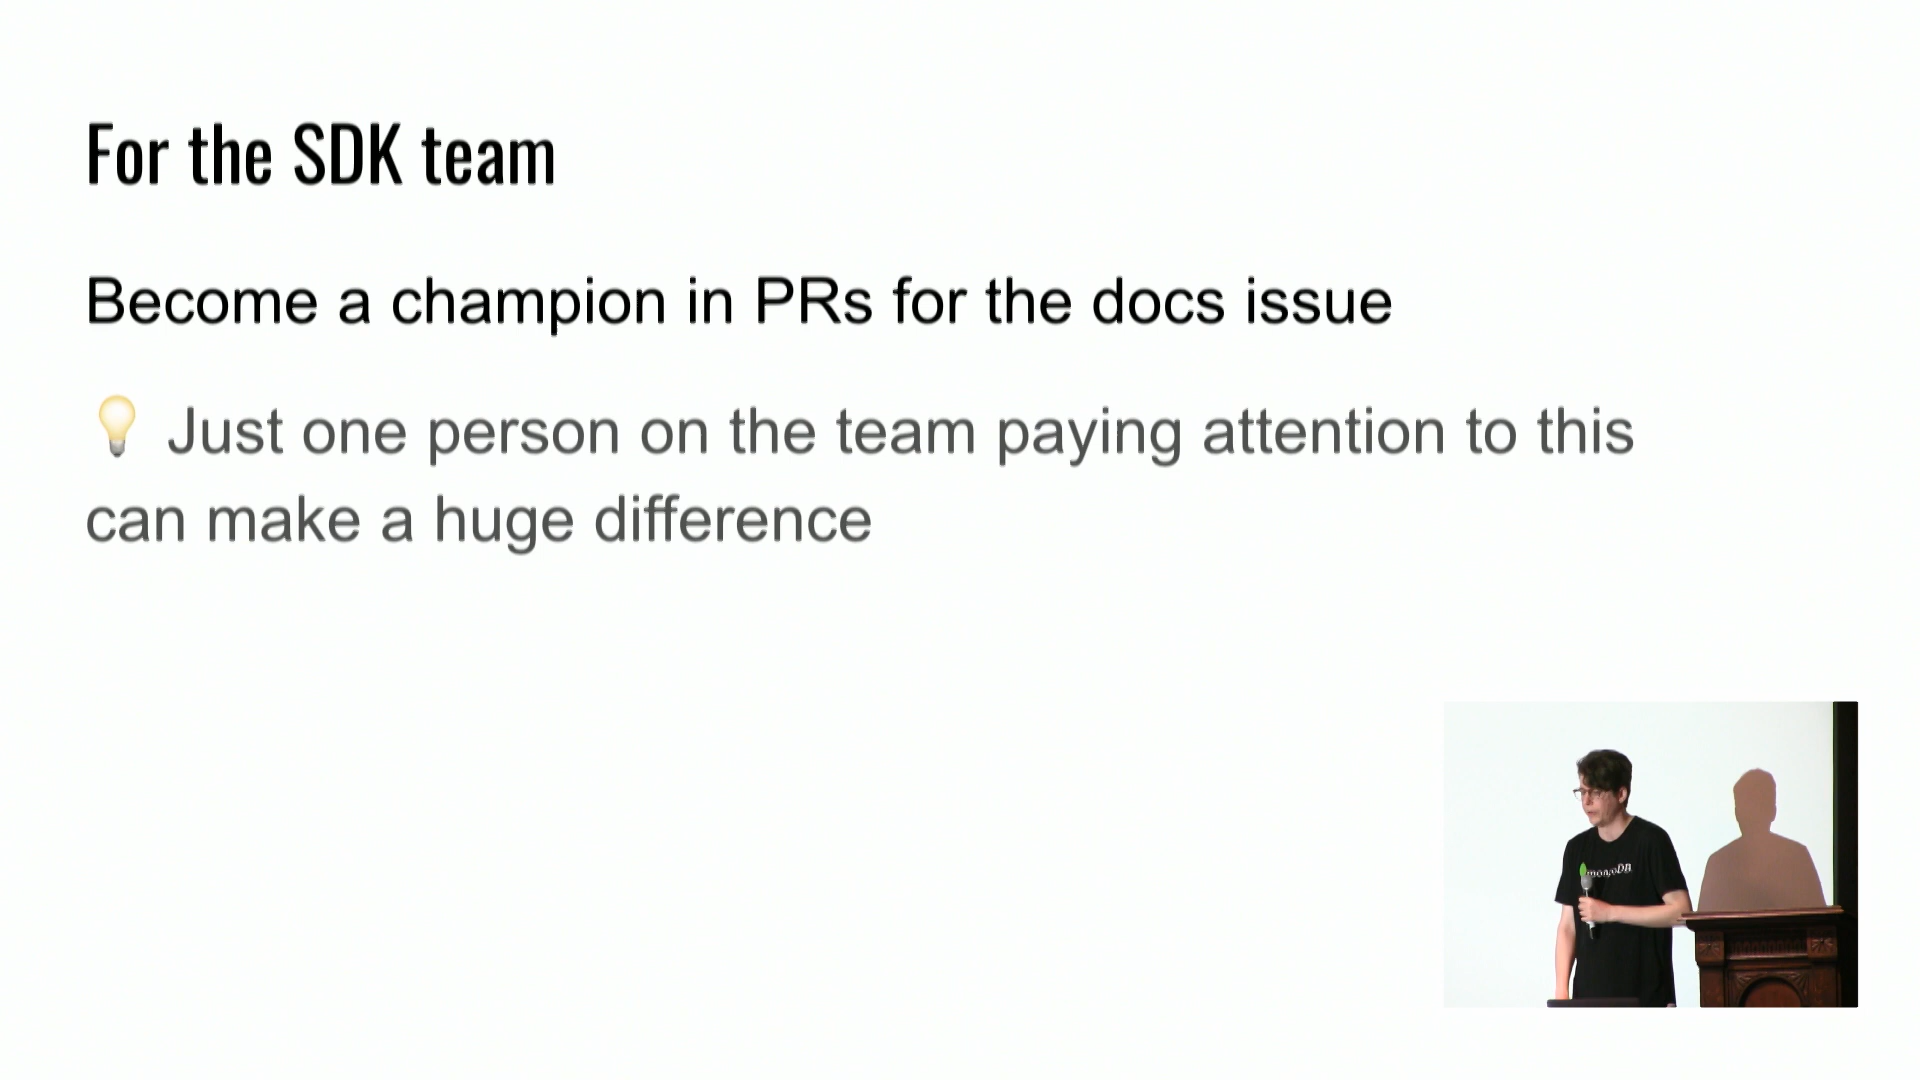 For the SDK team
Become a champion in PRs for the docs issue
💡 Just one person on the team paying attention to this
can make a huge difference
mongoDB